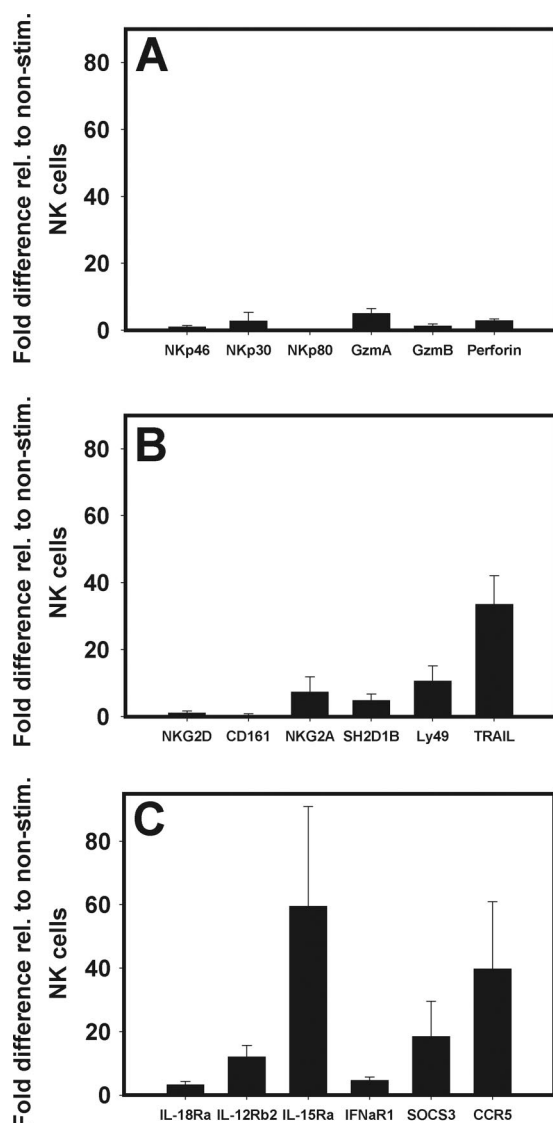 A
Fold difference rel. to non-stim.
NK cells
80
60
40
20
0
NKp46 NKp30 NKp80 GzmA GzmB Perforin
B
Fold difference rel. to non-stim.
NK cells
80
60
40
20
0
NKG2D CD161 NKG2A SH2D1B Ly49 TRAIL
C
Fold difference rel. to non-stim.
NK cells
80
60
40
20
0
IL-18Ra IL-12Rb2 IL-15Ra IFNaR1 SOCS3 CCR5